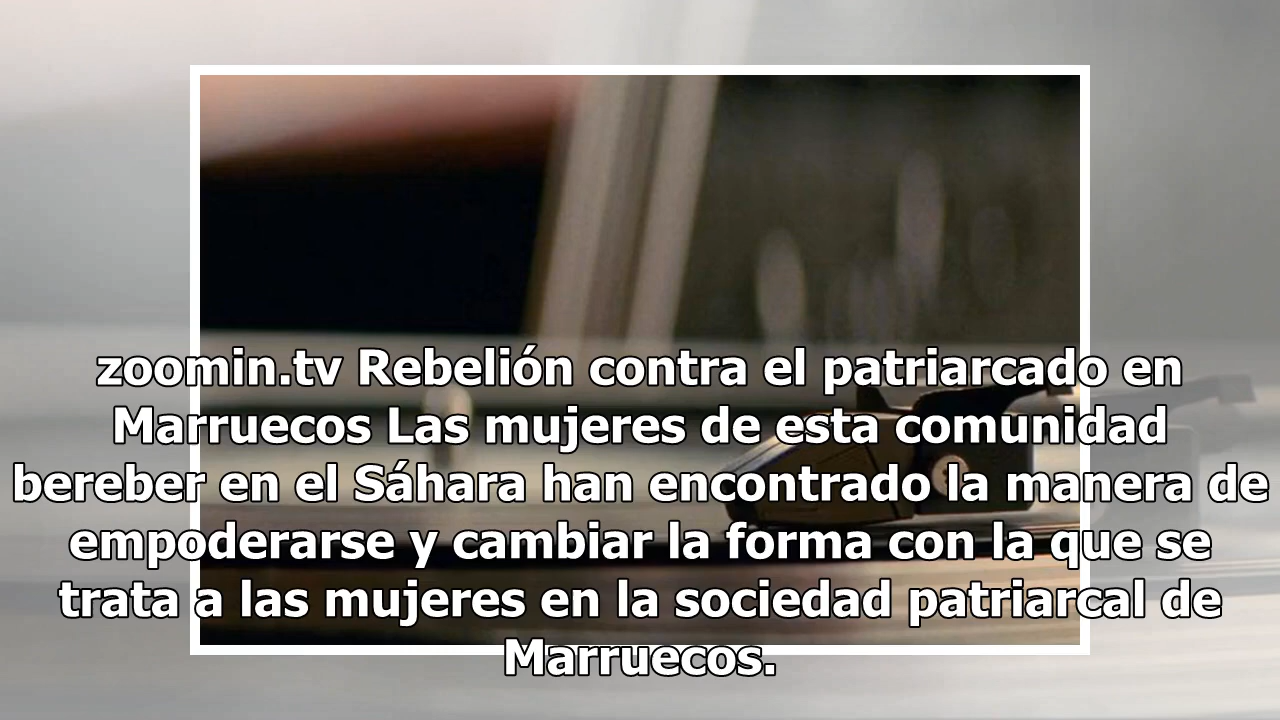 zoomin.tv Rebelión contra el patriarcado en
Marruecos Las mujeres de esta comunidad
bereber en el Sáhara han encontrado la manera de
empoderarse y cambiar la forma con la que se
trata a las mujeres en la sociedad patriarcal de
Marruecos.